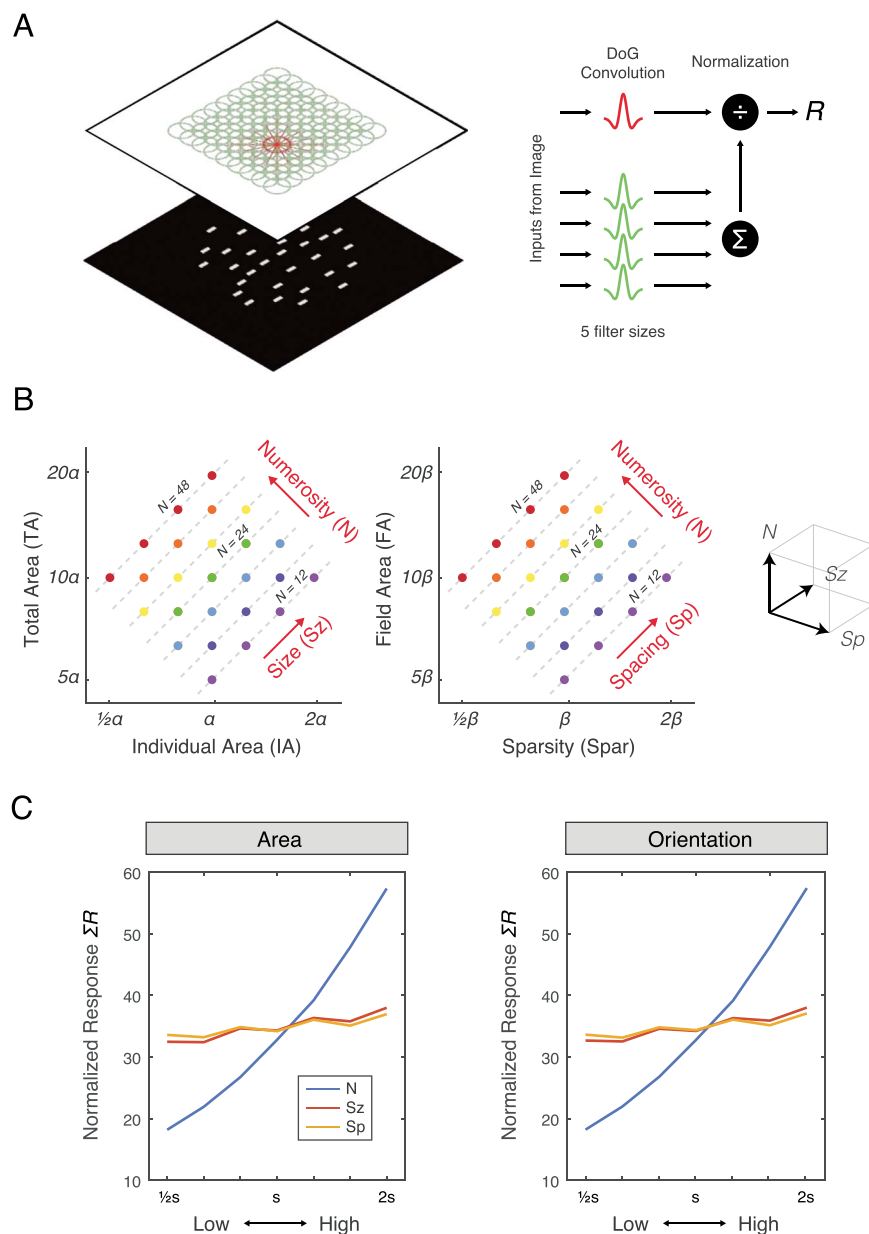 A
DoG
Convolution
Normalization
Inputs from Image
÷
R
Σ
5 filter sizes
B
Total Area (TA)
20α
10α
5α
N = 48
N = 24
N = 12
Numerosity (N)
Size (Sz)
½α
α
2α
Individual Area (IA)
Field Area (FA)
20β
10β
5β
N = 48
N = 24
N = 12
Numerosity (N)
Spacing (Sp)
½β
β
2β
Sparsity (Spar)
N
Sz
Sp
C
Area
Normalized Response ΣR
60
50
40
30
20
10
N
Sz
Sp
½s
s
2s
Low
High
Orientation
Normalized Response ΣR
60
50
40
30
20
10
½s
s
2s
Low
High